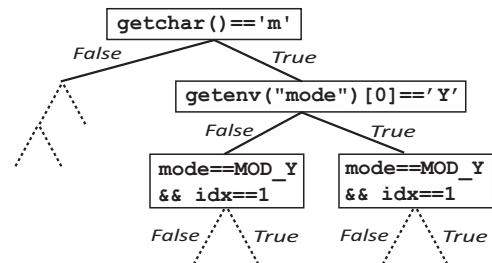 getchar()=='m'
False True
getenv("mode")[0]=='Y'
False True
mode==MOD_Y
&& idx==1
mode==MOD_Y
&& idx==1
False True False True